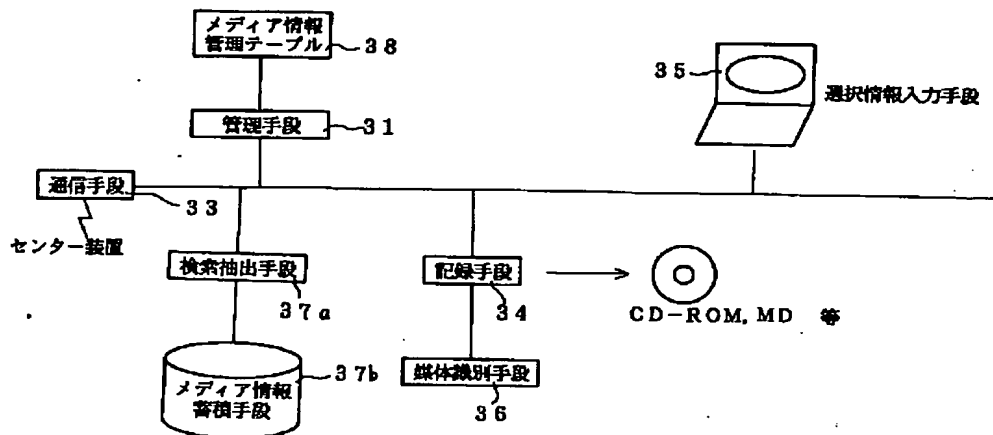 メディア情報
管理テーブル
38
35
選択情報入力手段
管理手段
31
通信手段
33
センター装置
検索抽出手段
37a
記録手段
34
CD-ROM, MD 等
メディア情報
蓄積手段
37b
媒体識別手段
36